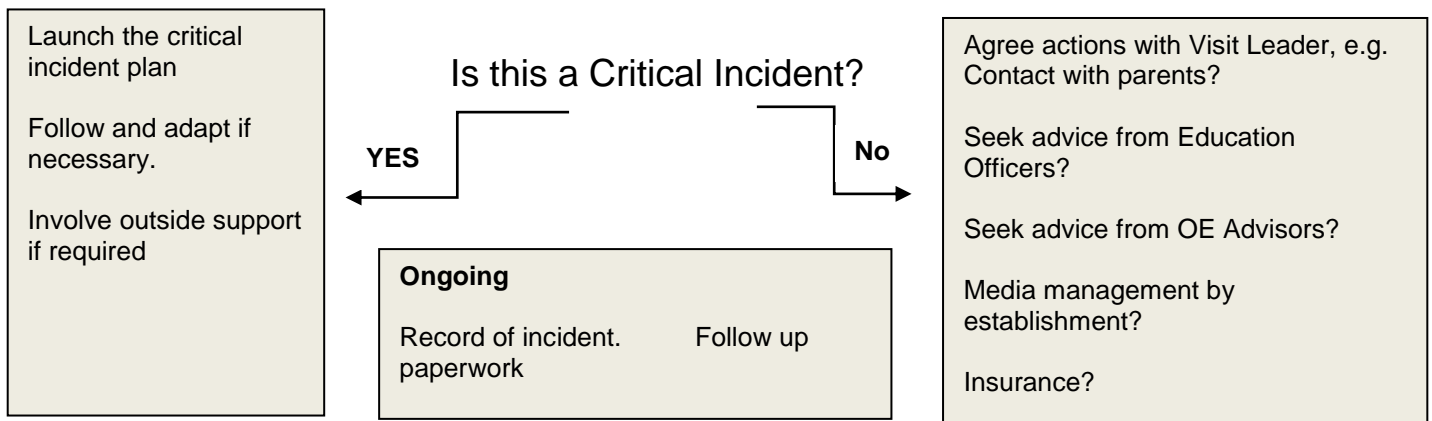 Is this a Critical Incident?
YES
No
Launch the critical
incident plan
Follow and adapt if
necessary.
Involve outside support
if required
Ongoing
Record of incident. Follow up
paperwork
Agree actions with Visit Leader, e.g.
Contact with parents?
Seek advice from Education
Officers?
Seek advice from OE Advisors?
Media management by
establishment?
Insurance?